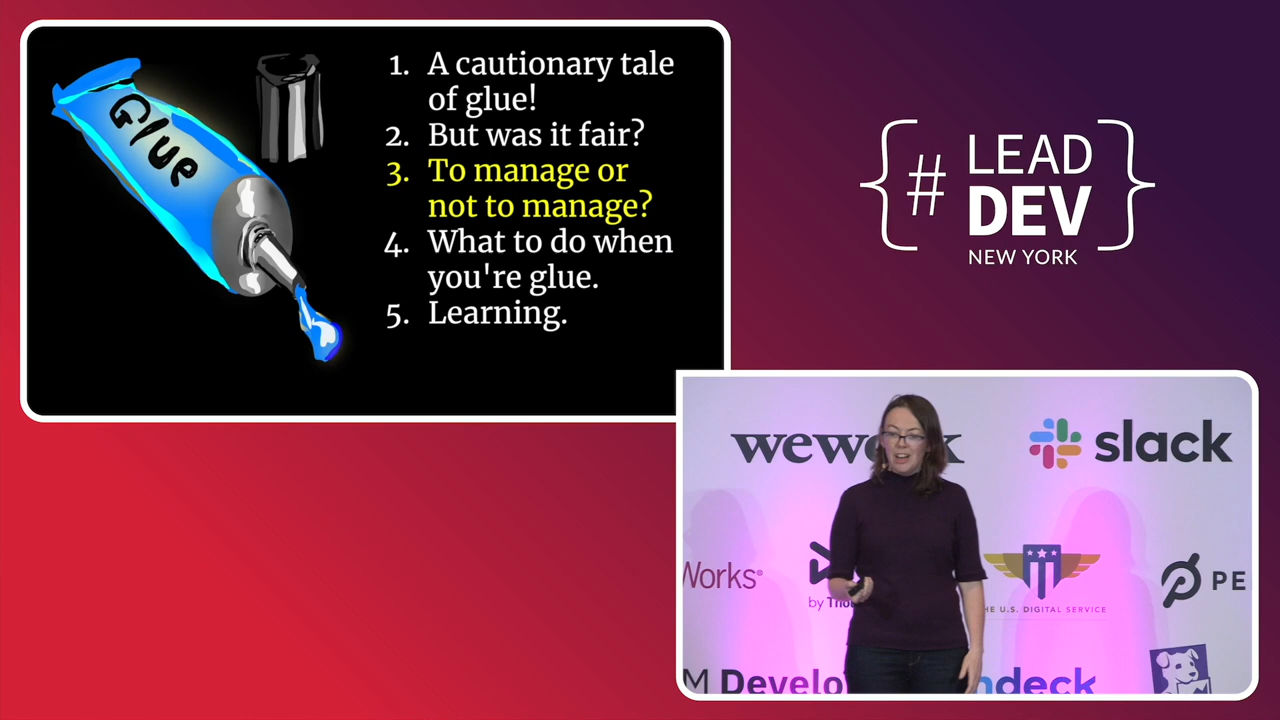 Glue
1. A cautionary tale
of glue!
2. But was it fair?
3. To manage or
not to manage?
4. What to do when
you're glue.
5. Learning.
{# LEAD
DEV}
NEW YORK
slack
Works
by
U.S. DIGITAL SERVICE
PE
M Develo
ndeck